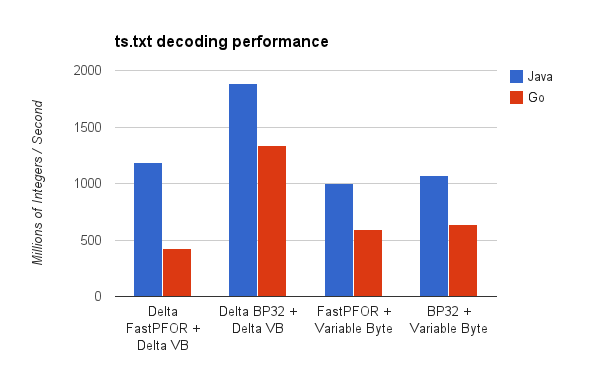 ts.txt decoding performance
Java
Go
Millions of Integers / Second
2000
1500
1000
500
0
Delta
FastPFOR +
Delta VB
Delta BP32 +
Delta VB
FastPFOR +
Variable Byte
BP32 +
Variable Byte